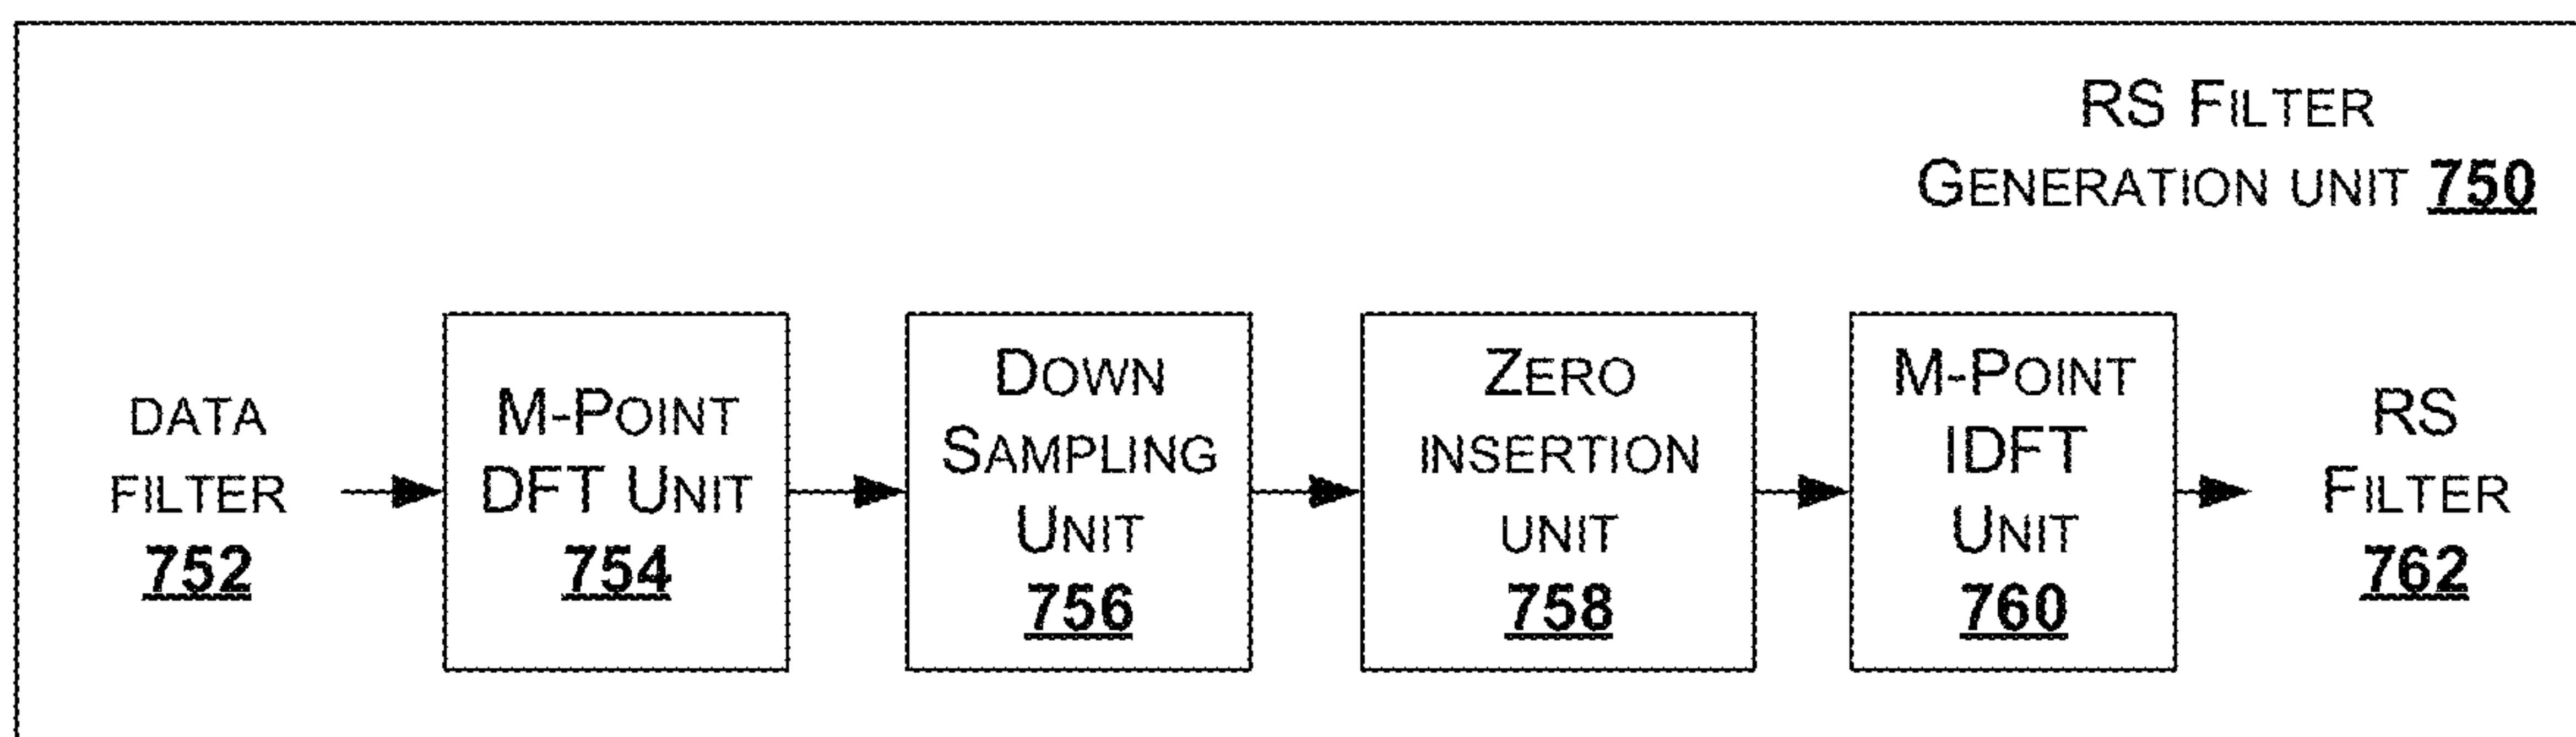 RS FILTER
GENERATION UNIT 750
DATA
FILTER
752
M-POINT
DFT UNIT
754
DOWN
SAMPLING
UNIT
756
ZERO
INSERTION
UNIT
758
M-POINT
IDFT
UNIT
760
RS
FILTER
762